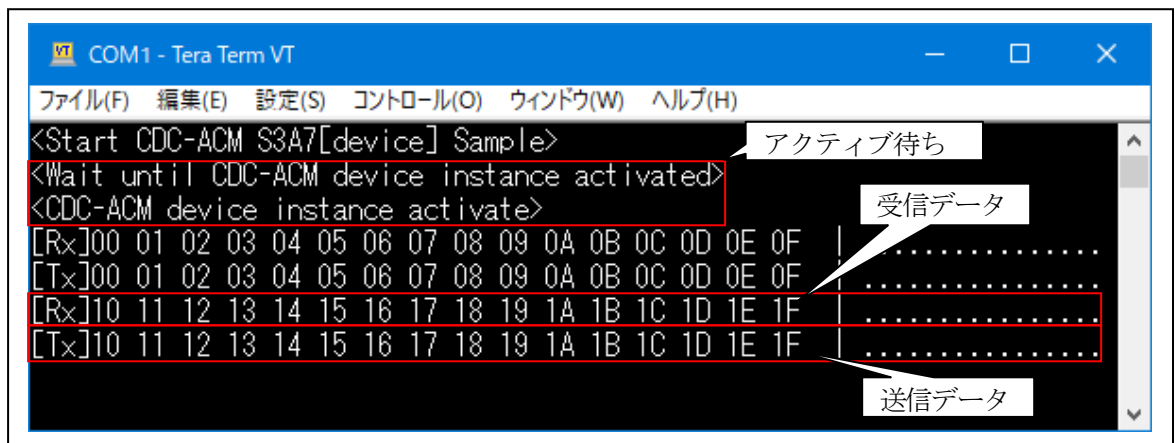 COM1 - Tera Term VT
ファイル(F) 編集(E) 設定(S) コントロール(O) ウィンドウ(W) ヘルプ(H)
<Start CDC-ACM S3A7[device] Sample>
アクティブ待ち
<Wait until CDC-ACM device instance activated>
<CDC-ACM device instance activate>
受信データ
[Rx]00 01 02 03 04 05 06 07 08 09 0A 0B 0C 0D 0E 0F | ................
[Tx]00 01 02 03 04 05 06 07 08 09 0A 0B 0C 0D 0E 0F | ................
[Rx]10 11 12 13 14 15 16 17 18 19 1A 1B 1C 1D 1E 1F | ................
[Tx]10 11 12 13 14 15 16 17 18 19 1A 1B 1C 1D 1E 1F | ................
送信データ